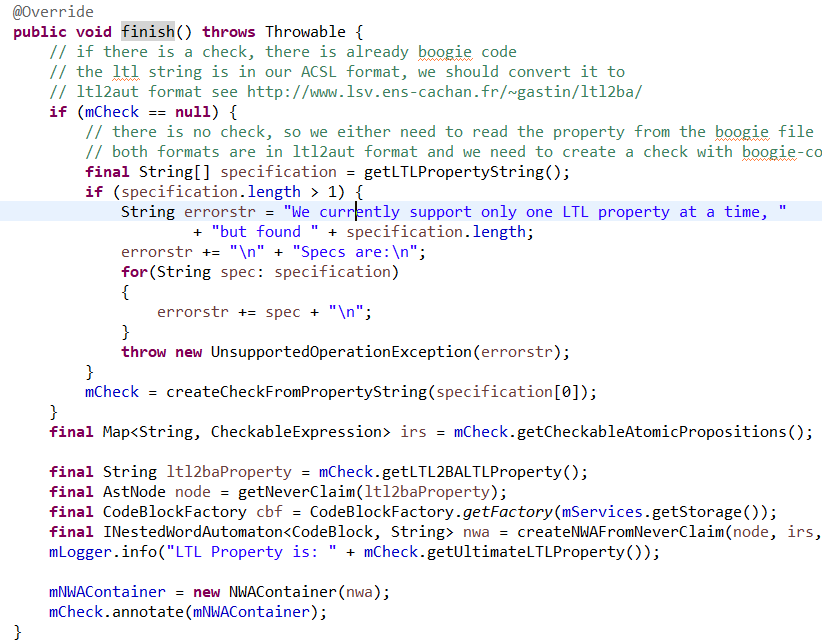 @Override
public void finish() throws Throwable {
    // if there is a check, there is already boogie code
    // the ltl string is in our ACSL format, we should convert it to
    // ltl2aut format see http://www.lsv.ens-cachan.fr/~gastin/ltl2ba/
    if (mCheck == null) {
        // there is no check, so we either need to read the property from the boogie file
        // both formats are in ltl2aut format and we need to create a check with boogie-co
        final String[] specification = getLTLPropertyString();
        if (specification.length > 1) {
            String errorstr = "We currently support only one LTL property at a time, "
                    + "but found " + specification.length;
            errorstr += "\n" + "Specs are:\n";
            for(String spec: specification)
            {
                errorstr += spec + "\n";
            }
            throw new UnsupportedOperationException(errorstr);
        }
        mCheck = createCheckFromPropertyString(specification[0]);
    }
    final Map<String, CheckableExpression> irs = mCheck.getCheckableAtomicPropositions();

    final String ltl2baProperty = mCheck.getLTL2BALTLProperty();
    final AstNode node = getNeverClaim(ltl2baProperty);
    final CodeBlockFactory cbf = CodeBlockFactory.getFactory(mServices.getStorage());
    final INestedWordAutomaton<CodeBlock, String> nwa = createNWAFromNeverClaim(node, irs,
    mLogger.info("LTL Property is: " + mCheck.getUltimateLTLProperty());

    mNWAContainer = new NWAContainer(nwa);
    mCheck.annotate(mNWAContainer);
}